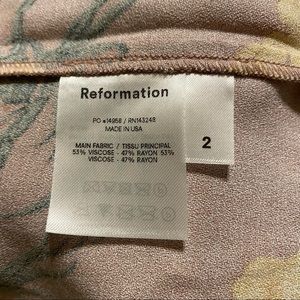 Reformation
PO #14958 / RN143248
MADE IN USA
MAIN FABRIC / TISSU PRINCIPAL
53% VISCOSE - 47% RAYON 53%
VISCOSE - 47% RAYON
2